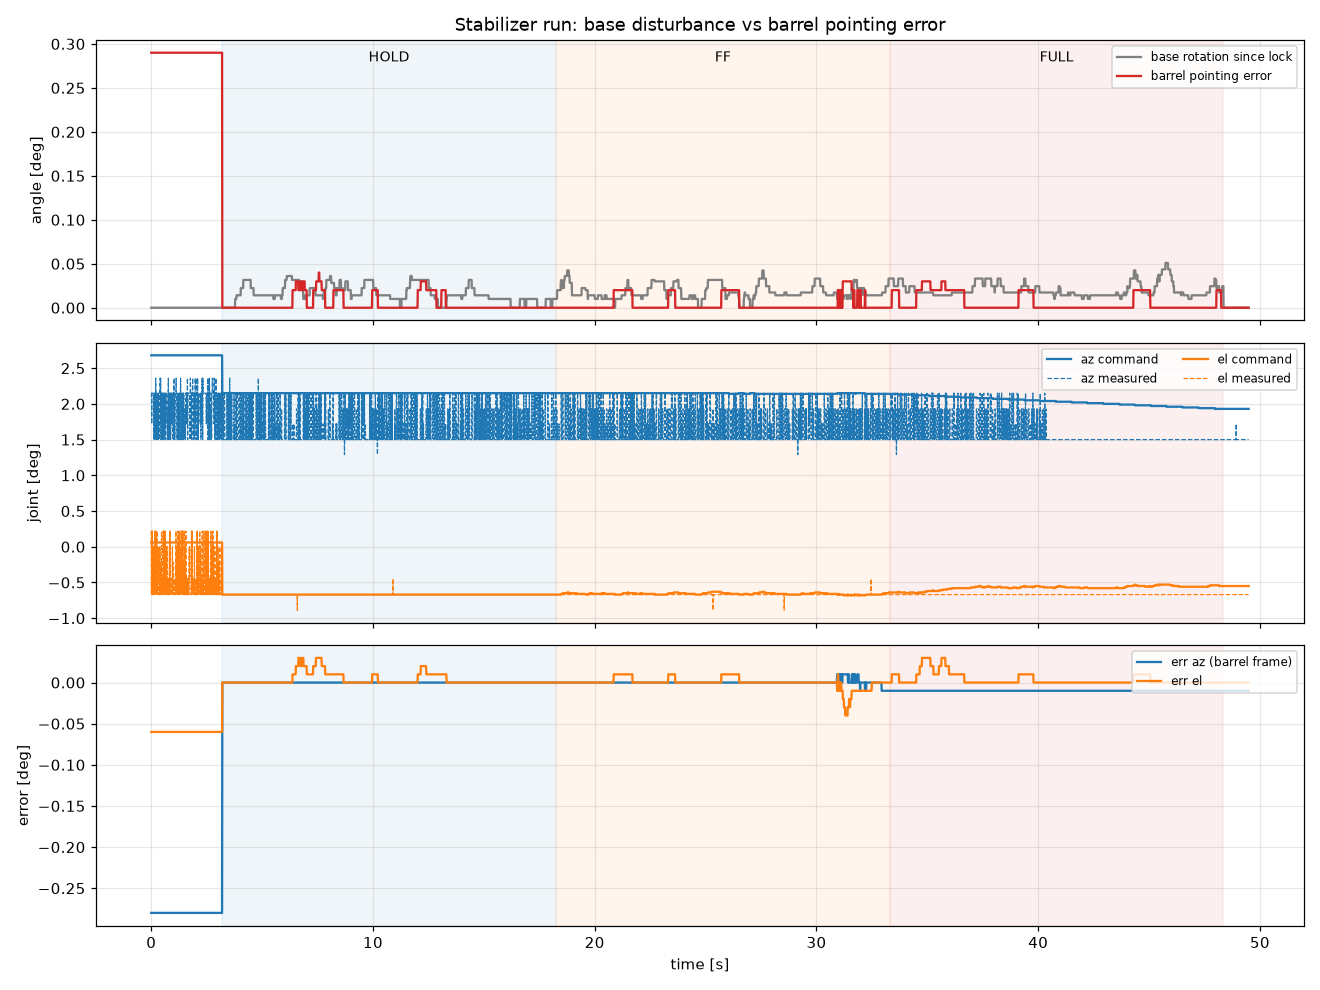 Stabilizer run: base disturbance vs barrel pointing error
angle [deg]
0.30
0.25
0.20
0.15
0.10
0.05
0.00
HOLD
FF
FULL
base rotation since lock
barrel pointing error
joint [deg]
2.5
2.0
1.5
1.0
0.5
0.0
−0.5
−1.0
az command
az measured
el command
el measured
error [deg]
0.00
−0.05
−0.10
−0.15
−0.20
−0.25
err az (barrel frame)
err el
0
10
20
30
40
50
time [s]